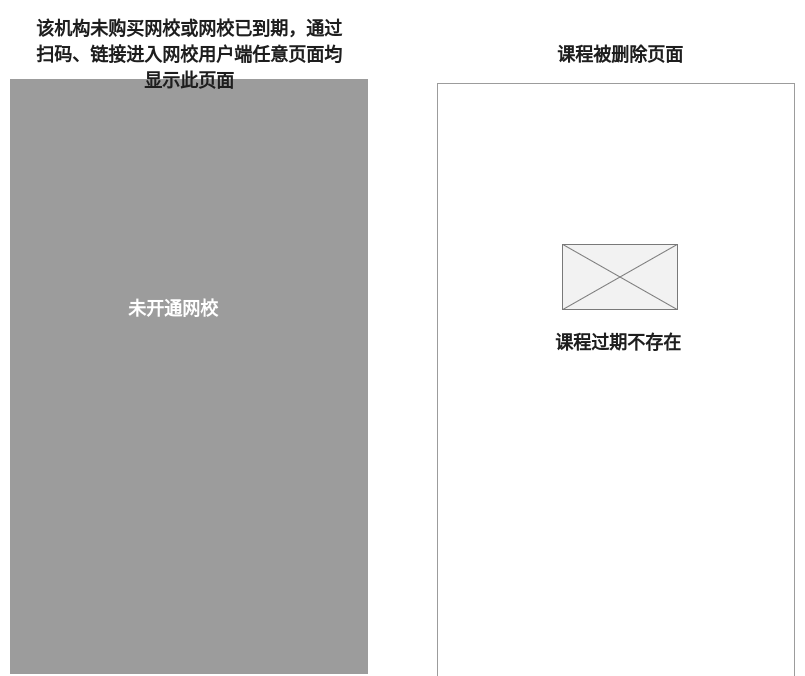 该机构未购买网校或网校已到期，通过
扫码、链接进入网校用户端任意页面均
显示此页面
未开通网校
课程被删除页面
课程过期不存在